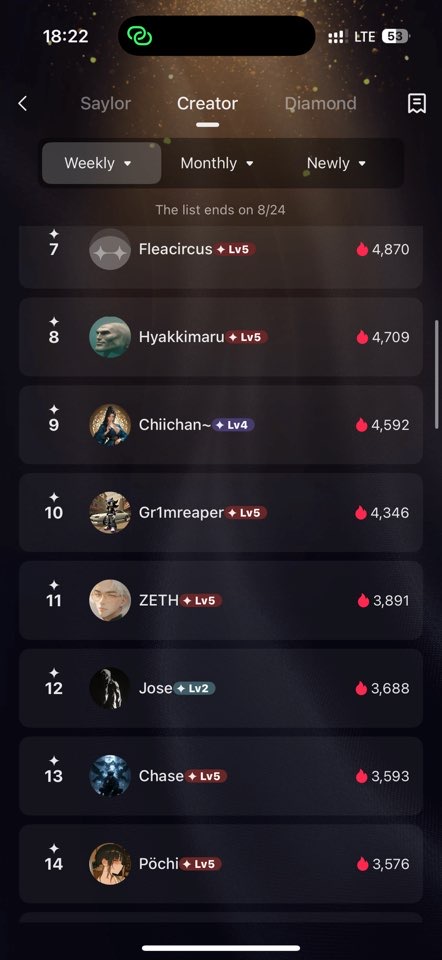 18:22
LTE
53
Saylor
Creator
Diamond
Weekly
Monthly
Newly
The list ends on 8/24
7 Fleacircus Lv5 4,870
8 Hyakkimaru Lv5 4,709
9 Chiichan~ Lv4 4,592
10 Gr1mreaper Lv5 4,346
11 ZETH Lv5 3,891
12 Jose Lv2 3,688
13 Chase Lv5 3,593
14 Pöchi Lv5 3,576